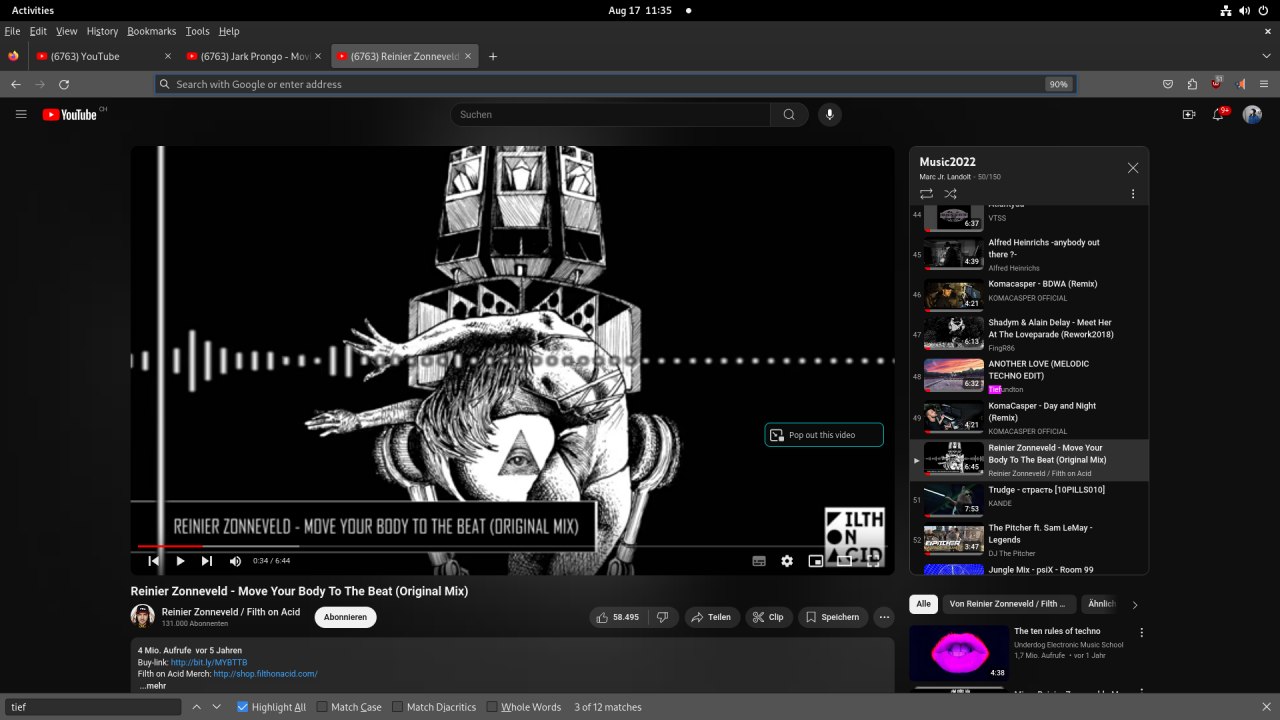 Activities
Aug 17 11:35
File Edit View History Bookmarks Tools Help
(6763) YouTube
(6763) Jark Prongo - Movi
(6763) Reinier Zonneveld
Search with Google or enter address
90%
61
YouTube CH
Suchen
9+
REINIER ZONNEVELD - MOVE YOUR BODY TO THE BEAT (ORIGINAL MIX)
FILTH
ON
ACID
Pop out this video
0:34 / 6:44
Reinier Zonneveld - Move Your Body To The Beat (Original Mix)
Reinier Zonneveld / Filth on Acid
131.000 Abonnenten
Abonnieren
58.495
Teilen
Clip
Speichern
4 Mio. Aufrufe vor 5 Jahren
Buy-link: http://bit.ly/MYBTTB
Filth on Acid Merch: http://shop.filthonacid.com/
...mehr
Music2022
Marc Jr. Landolt - 50/150
44
6:37
VTSS
45
4:39
Alfred Heinrichs -anybody out
there ?-
Alfred Heinrichs
46
4:21
Komacasper - BDWA (Remix)
KOMACASPER OFFICIAL
47
6:13
Shadym & Alain Delay - Meet Her
At The Loveparade (Rework2018)
FingR86
48
6:32
ANOTHER LOVE (MELODIC
TECHNO EDIT)
Tiefundton
49
4:21
KomaCasper - Day and Night
(Remix)
KOMACASPER OFFICIAL
6:45
Reinier Zonneveld - Move Your
Body To The Beat (Original Mix)
Reinier Zonneveld / Filth on Acid
51
7:53
Trudge - страсть [10PILLS010]
KANDE
52
3:47
The Pitcher ft. Sam LeMay -
Legends
DJ The Pitcher
Jungle Mix - psiX - Room 99
Alle
Von Reinier Zonneveld / Filth ...
Ähnlich
4:38
The ten rules of techno
Underdog Electronic Music School
1,7 Mio. Aufrufe • vor 1 Jahr
tief
Highlight All
Match Case
Match Diacritics
Whole Words
3 of 12 matches